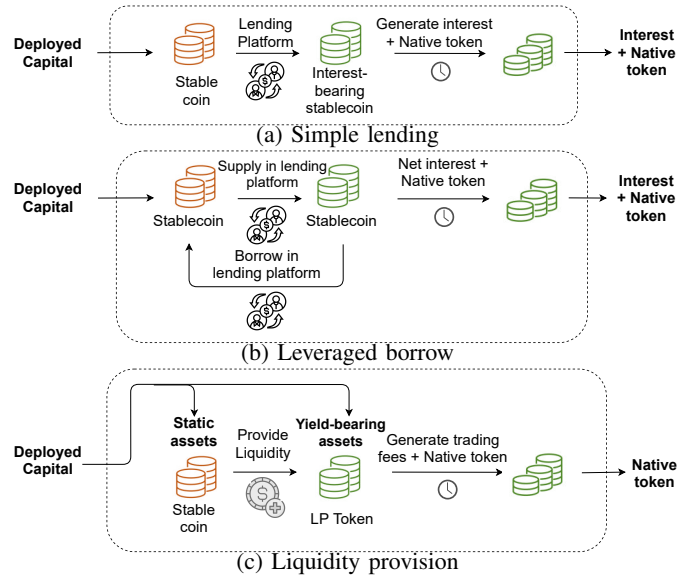 Deployed
Capital
Stable
coin
Lending
Platform
Interest-
bearing
stablecoin
Generate interest
+ Native token
Interest
+ Native
token
(a) Simple lending
Deployed
Capital
Stablecoin
Supply in lending
platform
Stablecoin
Borrow in
lending platform
Net interest +
Native token
Interest
+ Native
token
(b) Leveraged borrow
Deployed
Capital
Static
assets
Stable
coin
Provide
Liquidity
Yield-bearing
assets
LP Token
Generate trading
fees + Native token
Native
token
(c) Liquidity provision